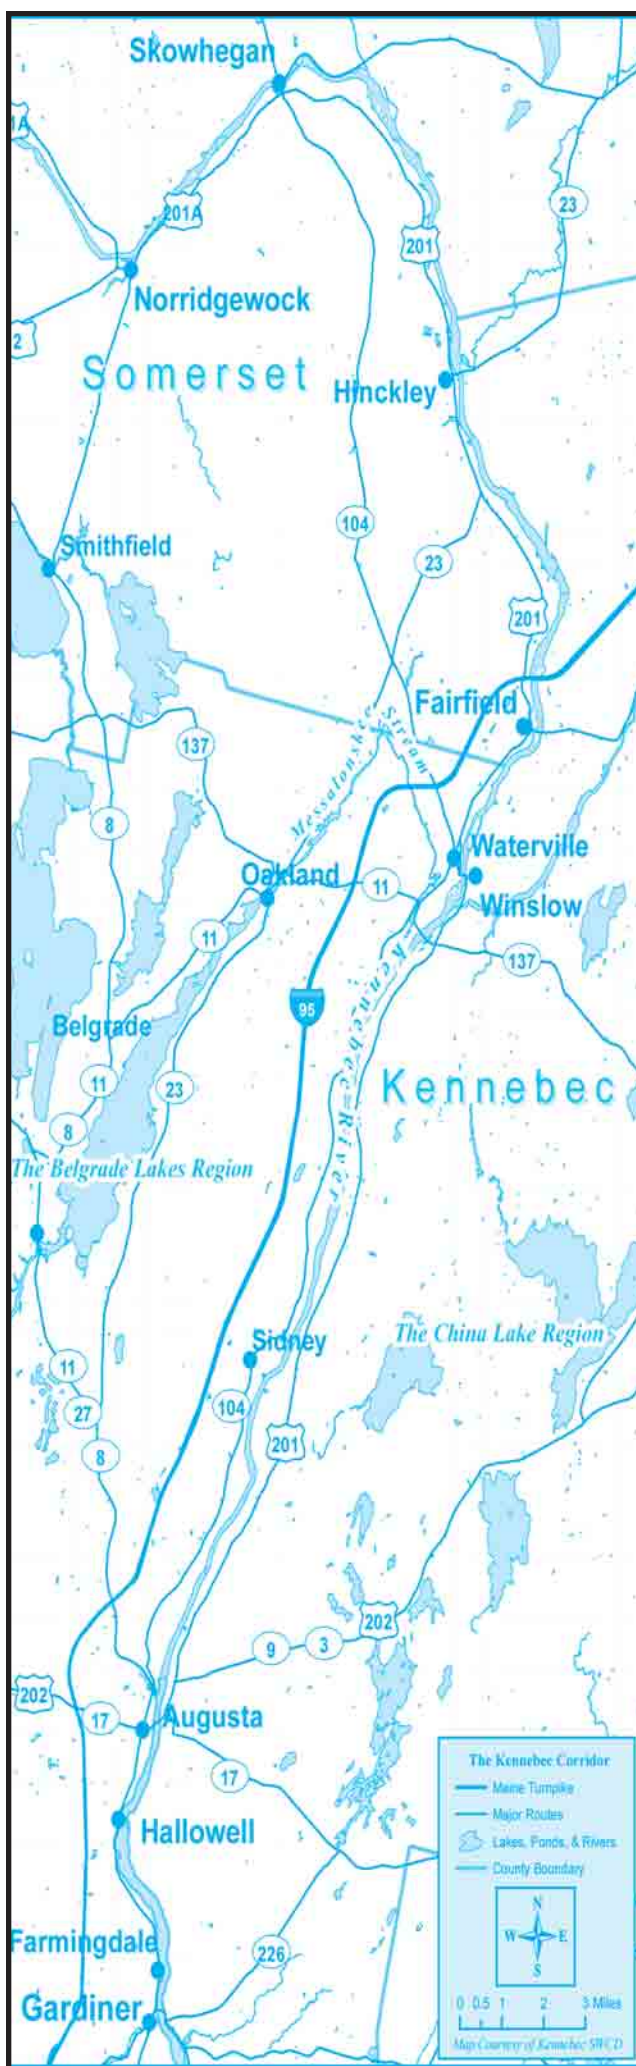 Skowhegan
1A
201A
23
201
Norridgewock
2
Somerset
Hinckley
104
Smithfield
23
201
Fairfield
137
Messalonskee Stream
8
Waterville
Oakland
11
Winslow
11
137
95
Belgrade
Kennebec River
11
23
Kennebec
8
The Belgrade Lakes Region
The China Lake Region
Sidney
11
104
27
201
8
202
9
3
202
17
Augusta
17
The Kennebec Corridor
Maine Turnpike
Major Routes
Hallowell
Lakes, Ponds, & Rivers
County Boundary
N
W E
S
Farmingdale
226
Gardiner
0 0.5 1 2 3 Miles
Map Courtesy of Kennebec SWCD